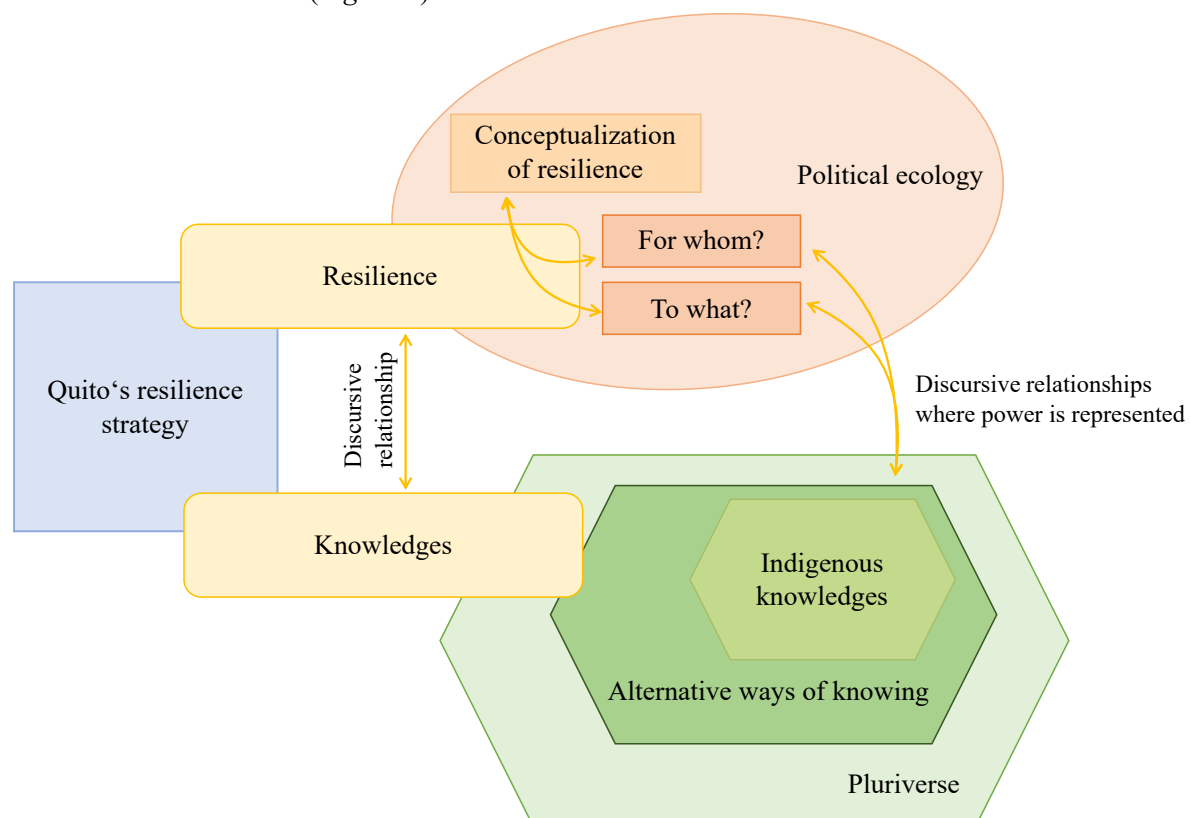 Conceptualization
of resilience
Political ecology
For whom?
Resilience
To what?
Quito‘s resilience
strategy
Discursive
relationship
Discursive relationships
where power is represented
Knowledges
Indigenous
knowledges
Alternative ways of knowing
Pluriverse